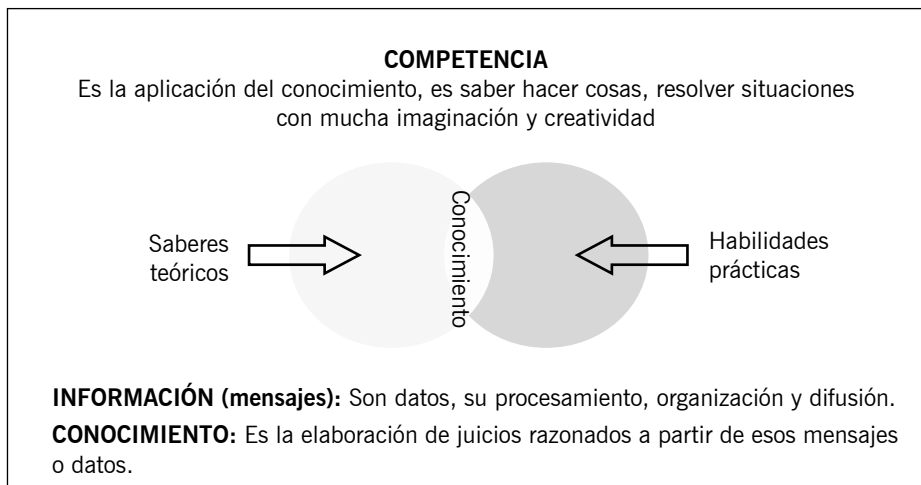 COMPETENCIA
Es la aplicación del conocimiento, es saber hacer cosas, resolver situaciones
con mucha imaginación y creatividad
Saberes
teóricos
Conocimiento
Habilidades
prácticas
INFORMACIÓN (mensajes): Son datos, su procesamiento, organización y difusión.
CONOCIMIENTO: Es la elaboración de juicios razonados a partir de esos mensajes
o datos.